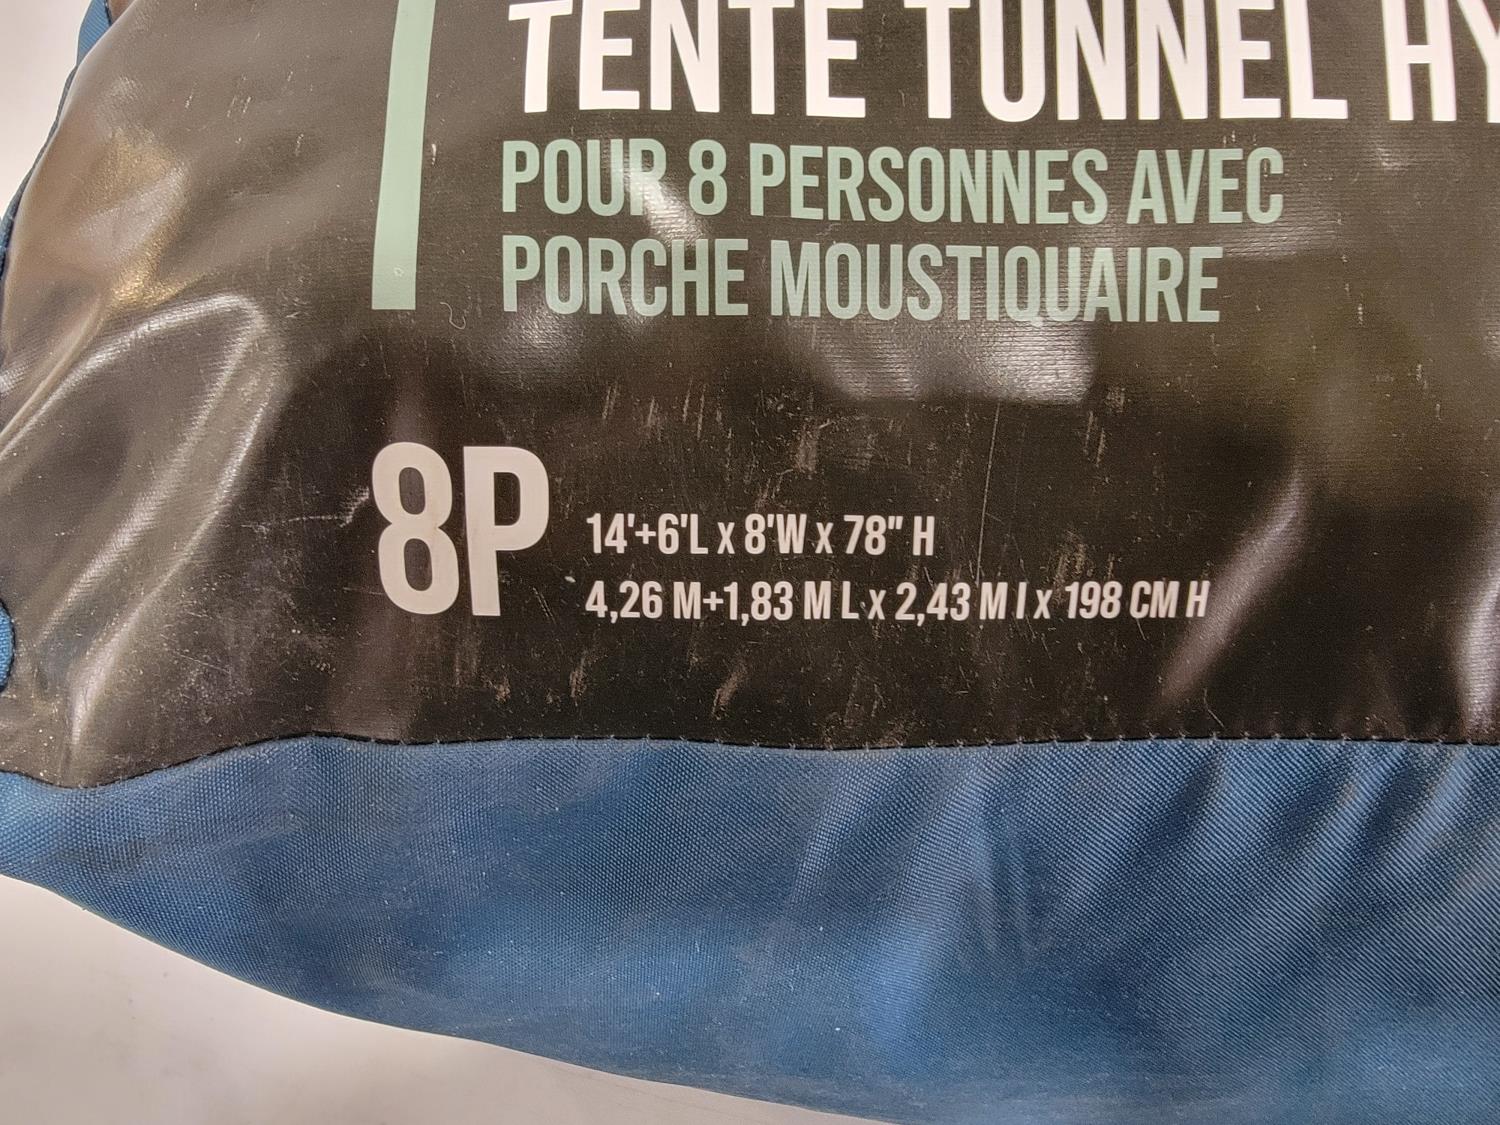 TENTE TUNNEL HY
POUR 8 PERSONNES AVEC
PORCHE MOUSTIQUAIRE
8P
14'+6'L x 8'W x 78" H
4,26 M+1,83 M L x 2,43 M l x 198 CM H